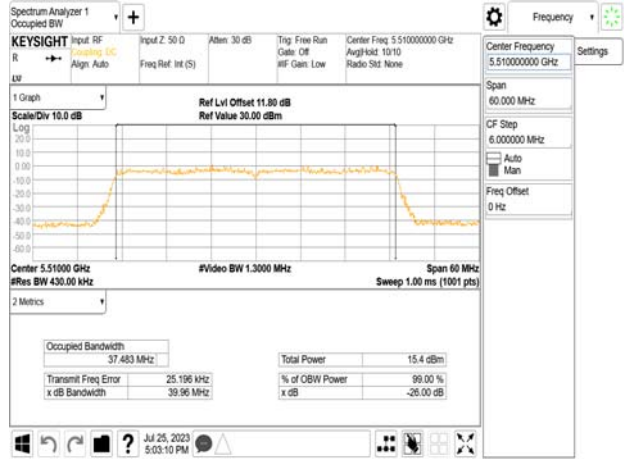 Spectrum Analyzer 1
Occupied BW
+
Frequency
KEYSIGHT
R
Input: RF
Coupling: DC
Align: Auto
Input Z: 50 Ω
Freq Ref: Int (S)
Atten: 30 dB
Trig: Free Run
Gate: Off
#IF Gain: Low
Center Freq: 5.510000000 GHz
Avg|Hold: 10/10
Radio Std: None
Center Frequency
5.510000000 GHz
Settings
Span
60.000 MHz
CF Step
6.000000 MHz
Auto
Man
Freq Offset
0 Hz
1 Graph
Scale/Div 10.0 dB
Ref Lvl Offset 11.80 dB
Ref Value 30.00 dBm
Log
20.0
10.0
0.00
-10.0
-20.0
-30.0
-40.0
-50.0
-60.0
Center 5.51000 GHz
#Res BW 430.00 kHz
#Video BW 1.3000 MHz
Span 60 MHz
Sweep 1.00 ms (1001 pts)
2 Metrics
Occupied Bandwidth
37.483 MHz
Total Power 15.4 dBm
Transmit Freq Error 25.196 kHz
% of OBW Power 99.00 %
x dB Bandwidth 39.96 MHz
x dB -26.00 dB
?
Jul 25, 2023
5:03:10 PM